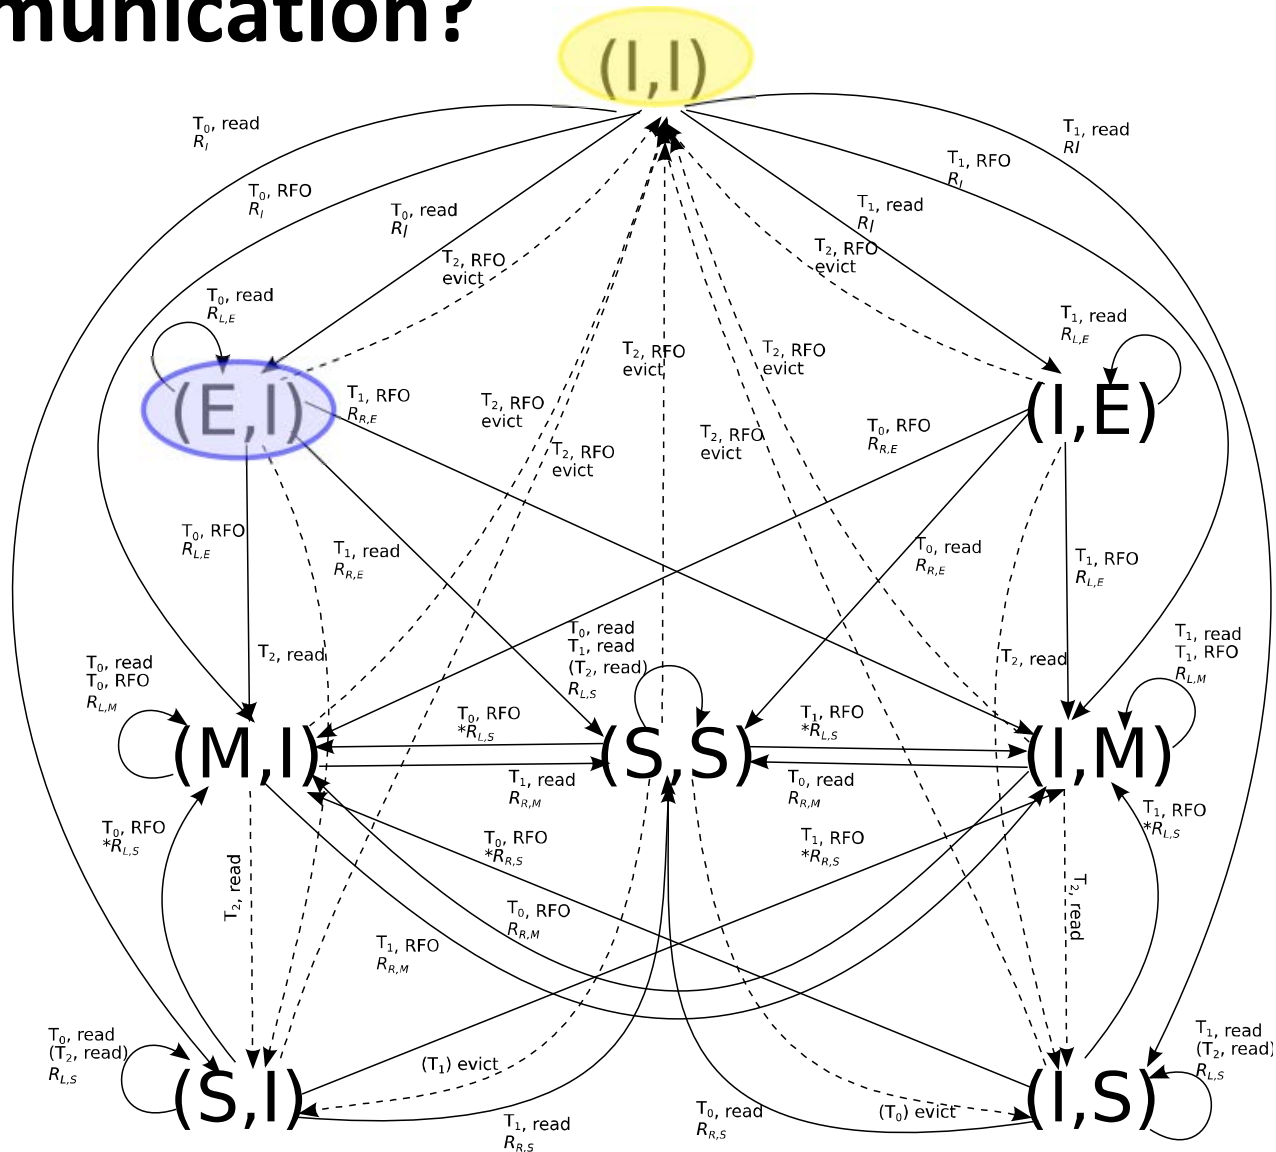 munication?
(I,I)
T0, read
RI
T1, read
RI
T0, RFO
RI
T1, RFO
RI
T0, read
RI
T1, read
RI
T2, RFO
evict
T2, RFO
evict
T0, read
RL,E
T1, read
RL,E
T2, RFO
evict
T2, RFO
evict
(E,I)
T1, RFO
RR,E
T2, RFO
evict
T2, RFO
evict
T2, RFO
evict
T0, RFO
RR,E
(I,E)
T0, RFO
RL,E
T1, read
RR,E
T0, read
RR,E
T1, RFO
RL,E
T0, read
T1, read
(T2, read)
RL,S
T2, read
T2, read
T0, read
T0, RFO
RL,M
T1, read
T1, RFO
RL,M
(M,I)
T0, RFO
*RL,S
(S,S)
T1, RFO
*RL,S
(I,M)
T1, read
RR,M
T0, read
RR,M
T0, RFO
*RL,S
T0, RFO
*RR,S
T1, RFO
*RR,S
T1, RFO
*RL,S
T2, read
T2, read
T0, RFO
RR,M
T1, RFO
RR,M
T0, read
(T2, read)
RL,S
T1, read
(T2, read)
RL,S
(S,I)
(T1) evict
(T0) evict
(I,S)
T1, read
RR,S
T0, read
RR,S